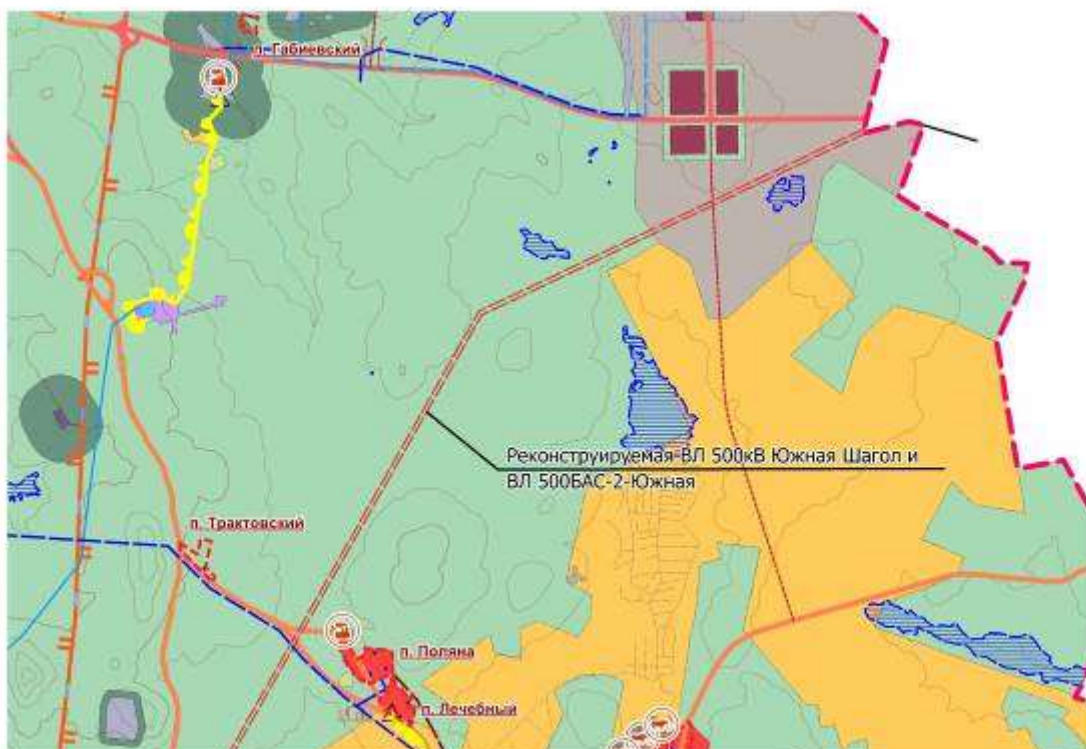 п. Габиевский
Реконструируемая ВЛ 500кВ Южная Шагол и
ВЛ 500БАС-2-Южная
п. Трактовский
п. Поляна
п. Лечебный